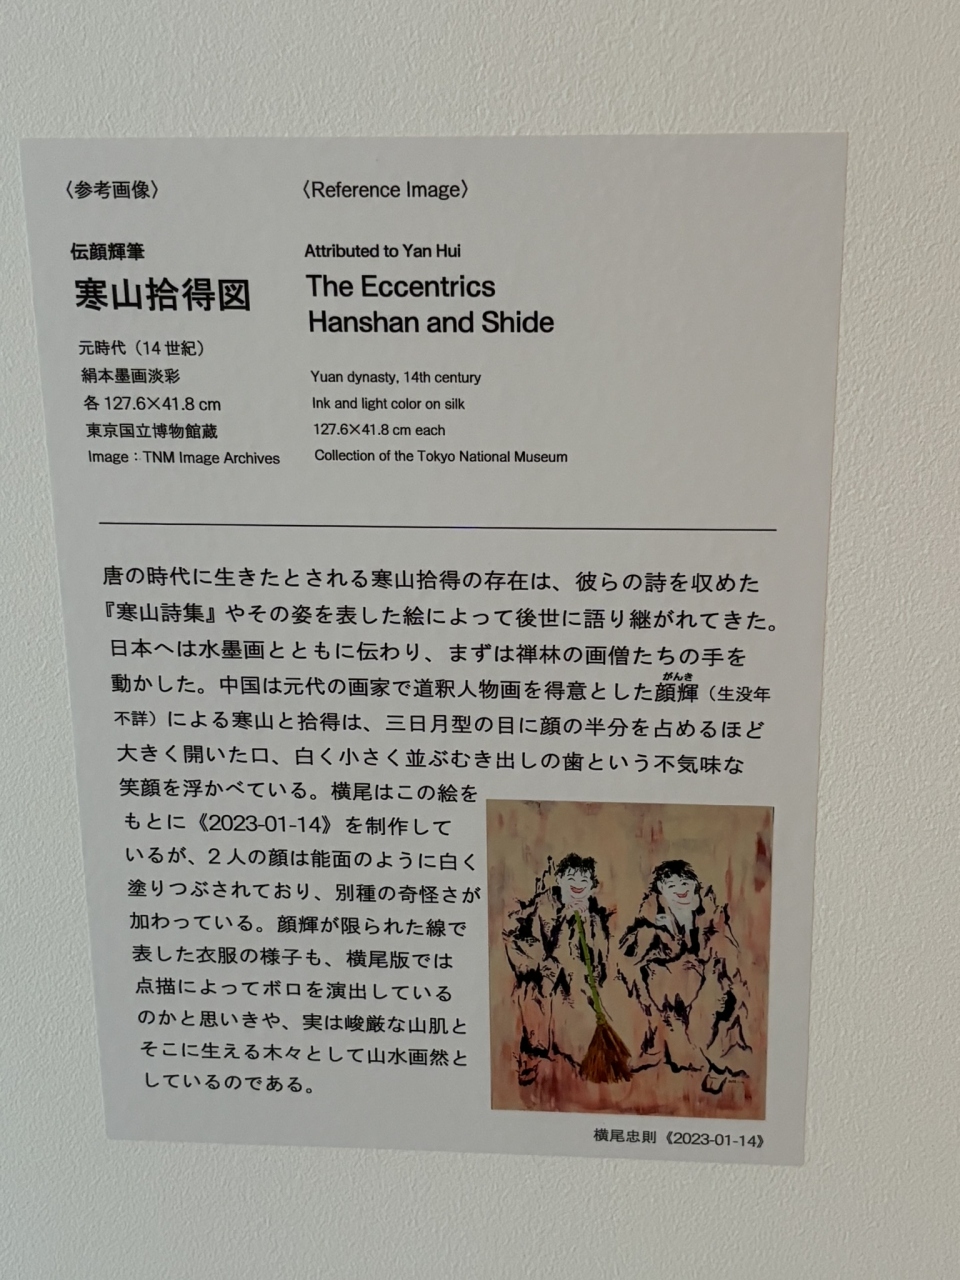 〈参考画像〉
〈Reference Image〉
伝顔輝筆
寒山拾得図
元時代（14世紀）
絹本墨画淡彩
各 127.6×41.8 cm
東京国立博物館蔵
Image：TNM Image Archives
Attributed to Yan Hui
The Eccentrics
Hanshan and Shide
Yuan dynasty, 14th century
Ink and light color on silk
127.6×41.8 cm each
Collection of the Tokyo National Museum
唐の時代に生きたとされる寒山拾得の存在は、彼らの詩を収めた
『寒山詩集』やその姿を表した絵によって後世に語り継がれてきた。
日本へは水墨画とともに伝わり、まずは禅林の画僧たちの手を
がんき
動かした。中国は元代の画家で道釈人物画を得意とした顔輝（生没年
不詳）による寒山と拾得は、三日月型の目に顔の半分を占めるほど
大きく開いた口、白く小さく並ぶむき出しの歯という不気味な
笑顔を浮かべている。横尾はこの絵を
もとに《2023-01-14》を制作して
いるが、2人の顔は能面のように白く
塗りつぶされており、別種の奇怪さが
加わっている。顔輝が限られた線で
表した衣服の様子も、横尾版では
点描によってボロを演出している
のかと思いきや、実は峻厳な山肌と
そこに生える木々として山水画然と
しているのである。
横尾忠則《2023-01-14》